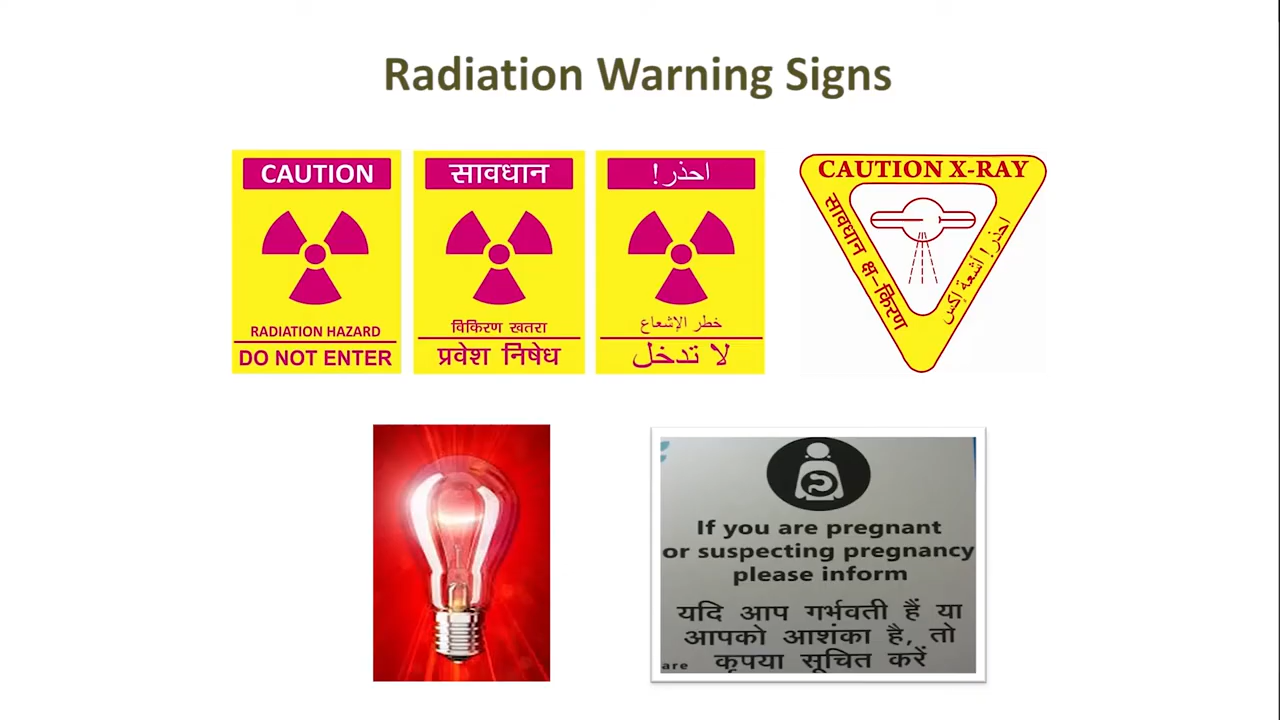 Radiation Warning Signs
CAUTION
RADIATION HAZARD
DO NOT ENTER
सावधान
विकिरण खतरा
प्रवेश निषेध
احذر!
خطر الإشعاع
لا تدخل
CAUTION X-RAY
सावधान क्ष-किरण
احذر! أشعة إكس
If you are pregnant
or suspecting pregnancy
please inform
यदि आप गर्भवती हैं या
आपको आशंका है, तो
कृपया सूचित करें
are